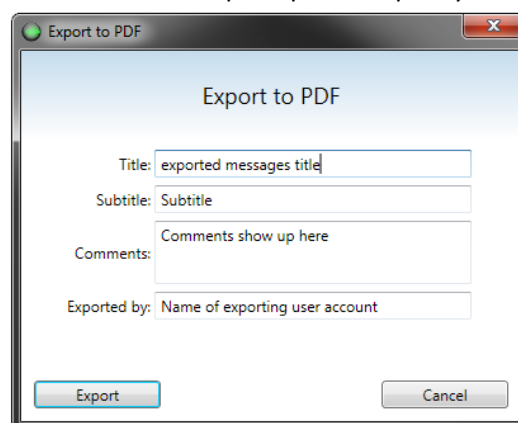 Export to PDF
Export to PDF
Title: exported messages title
Subtitle: Subtitle
Comments: Comments show up here
Exported by: Name of exporting user account
Export Cancel